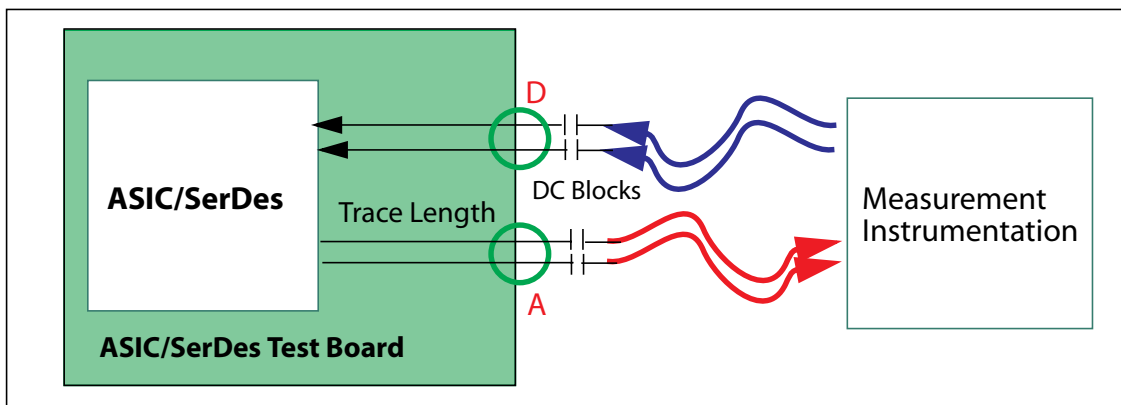 D
ASIC/SerDes
DC Blocks
Trace Length
Measurement
Instrumentation
A
ASIC/SerDes Test Board